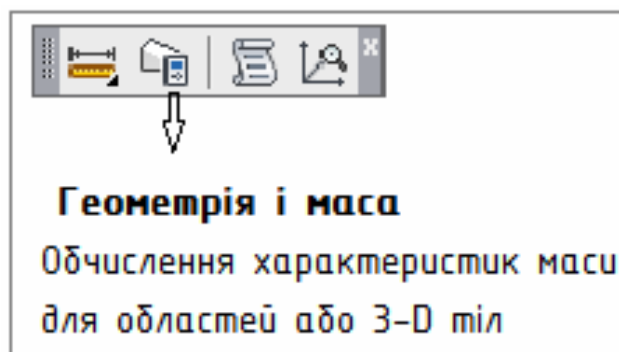 Геометрія і маса
Обчислення характеристик маси
для областей або 3-D тіл